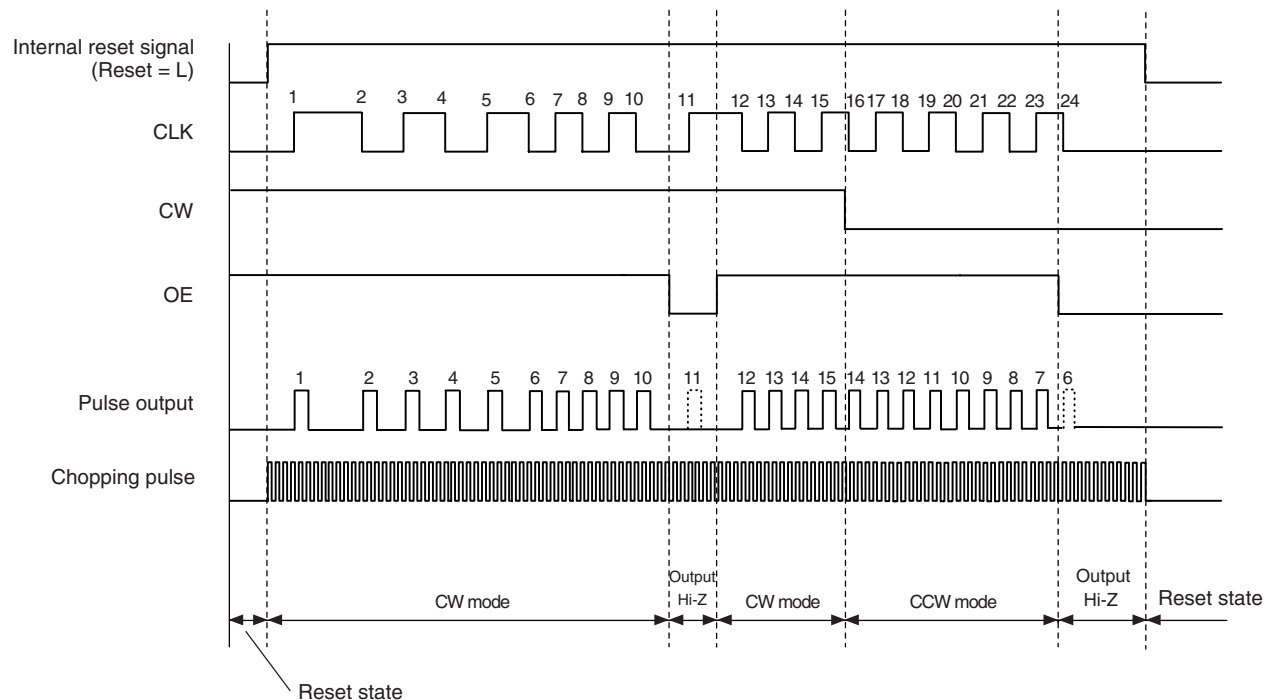 Internal reset signal
(Reset = L)
1 2 3 4 5 6 7 8 9 10 11 12 13 14 15 16 17 18 19 20 21 22 23 24
CLK
CW
OE
1 2 3 4 5 6 7 8 9 10 11 12 13 14 15 14 13 12 11 10 9 8 7 6
Pulse output
Chopping pulse
Output
Hi-Z
Output
Hi-Z
CW mode
CW mode
CCW mode
Reset state
Reset state